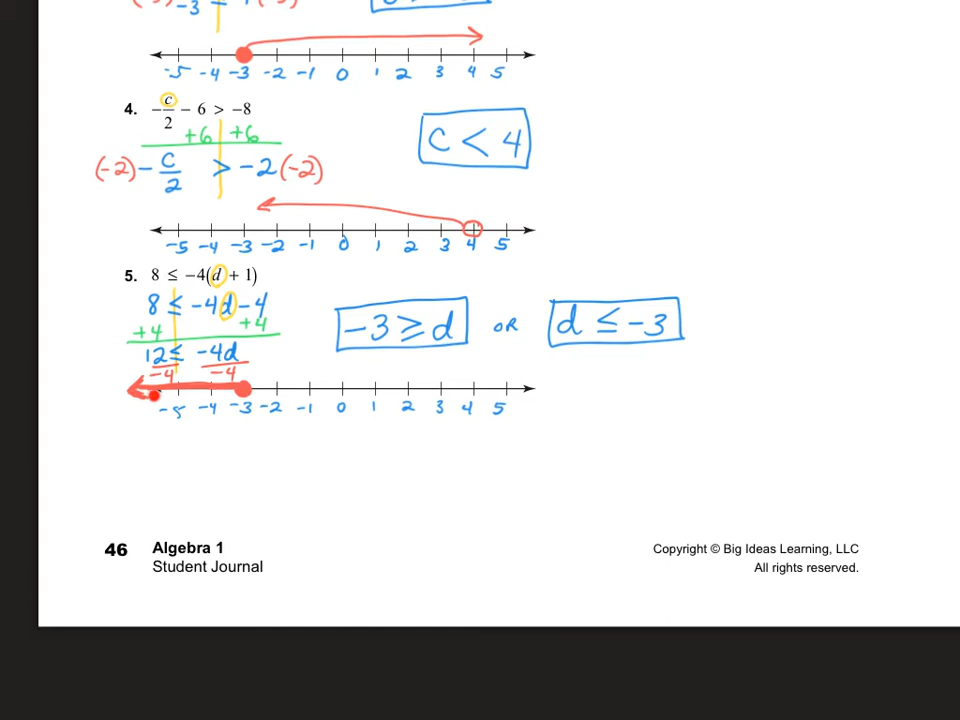 -3
-5 -4 -3 -2 -1 0 1 2 3 4 5
4. -c/2 - 6 > -8
+6 +6
c < 4
(-2) - c/2 > -2 (-2)
-5 -4 -3 -2 -1 0 1 2 3 4 5
5. 8 ≤ -4(d + 1)
8 ≤ -4d - 4
+4 +4
-3 ≥ d OR d ≤ -3
12 ≤ -4d
-4 -4
-5 -4 -3 -2 -1 0 1 2 3 4 5
46 Algebra 1
Student Journal
Copyright © Big Ideas Learning, LLC
All rights reserved.